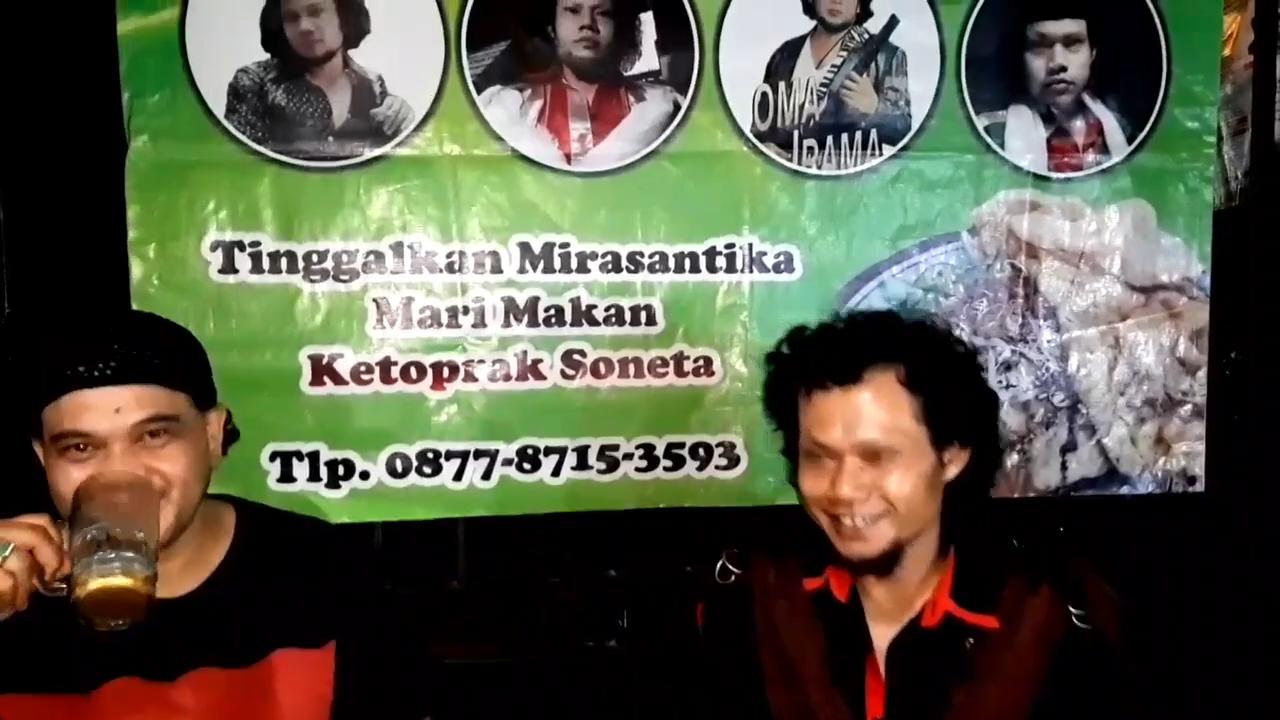 OMA
IRAMA
Tinggalkan Mirasantika
Mari Makan
Ketoprak Soneta
Tlp. 0877-8715-3593